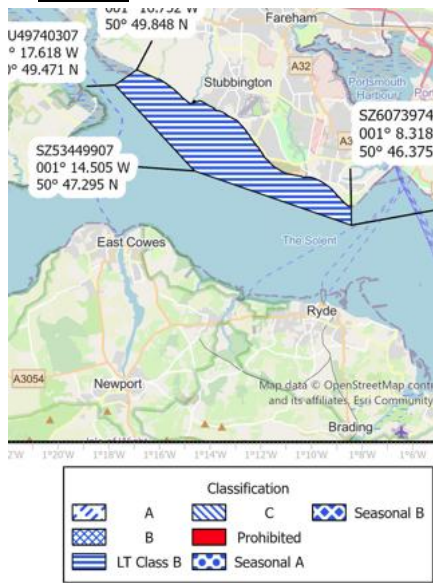 Fareham
50° 49.848 N
U49740307
° 17.618 W
° 49.471 N
A32
Stubbington
Portsmouth
Harbour
SZ6073974
001° 8.318
50° 46.375
SZ53449907
001° 14.505 W
50° 47.295 N
The Solent
East Cowes
Ryde
A3054
Newport
Map data © OpenStreetMap contr
and its affiliates, Esri Community
Brading
1°20'W 1°18'W 1°16'W 1°14'W 1°12'W 1°10'W 1°8'W 1°6'W
Classification
A C Seasonal B
B Prohibited
LT Class B Seasonal A